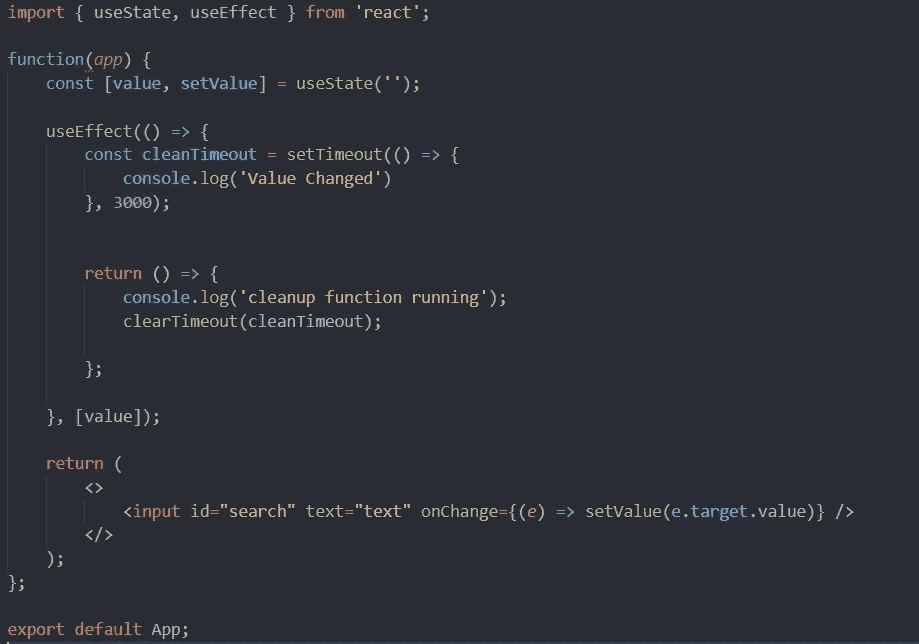 import { useState, useEffect } from 'react';
function(app) {
const [value, setValue] = useState('');
useEffect(() => {
const cleanTimeout = setTimeout(() => {
console.log('Value Changed')
}, 3000);
return () => {
console.log('cleanup function running');
clearTimeout(cleanTimeout);
};
}, [value]);
return (
<>
<input id="search" text="text" onChange={(e) => setValue(e.target.value)} />
</>
);
};
export default App;